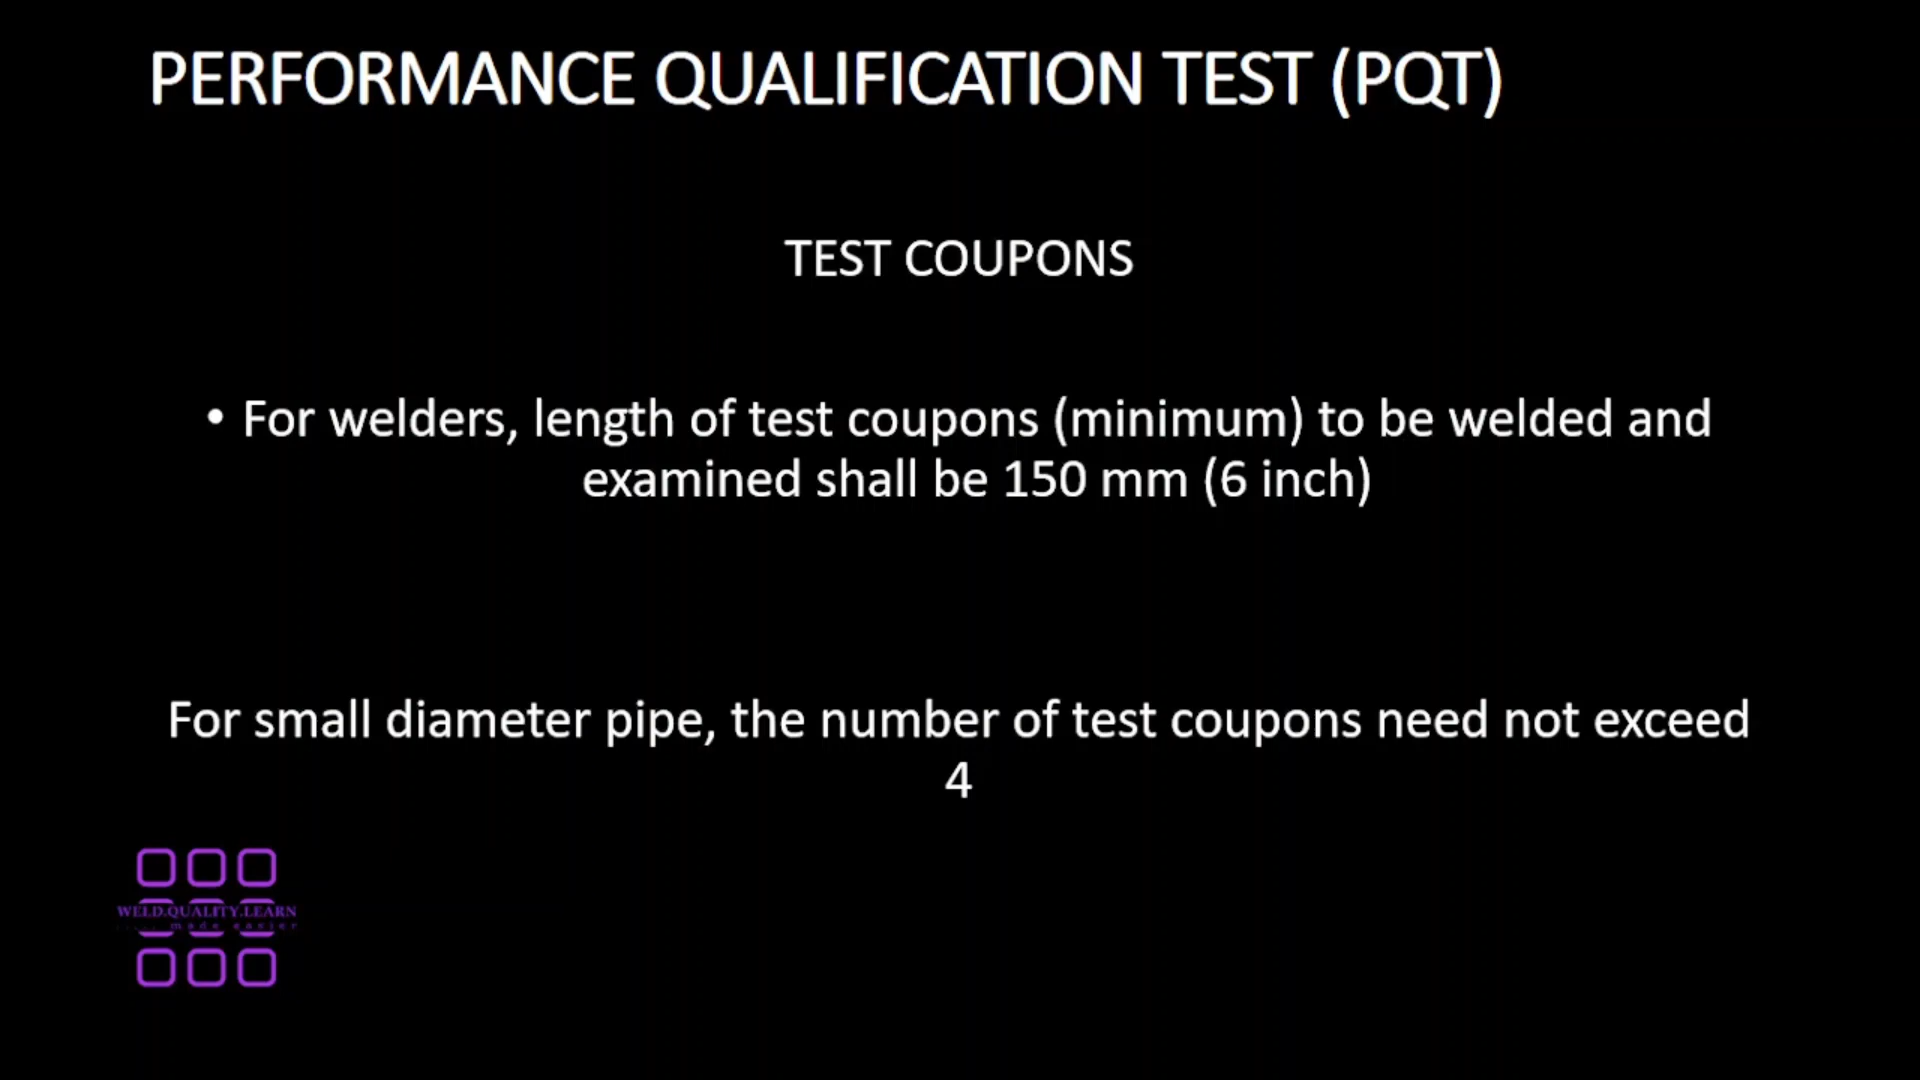 PERFORMANCE QUALIFICATION TEST (PQT)
TEST COUPONS
• For welders, length of test coupons (minimum) to be welded and
examined shall be 150 mm (6 inch)
For small diameter pipe, the number of test coupons need not exceed
4
WELD.QUALITY.LEARN
made easier